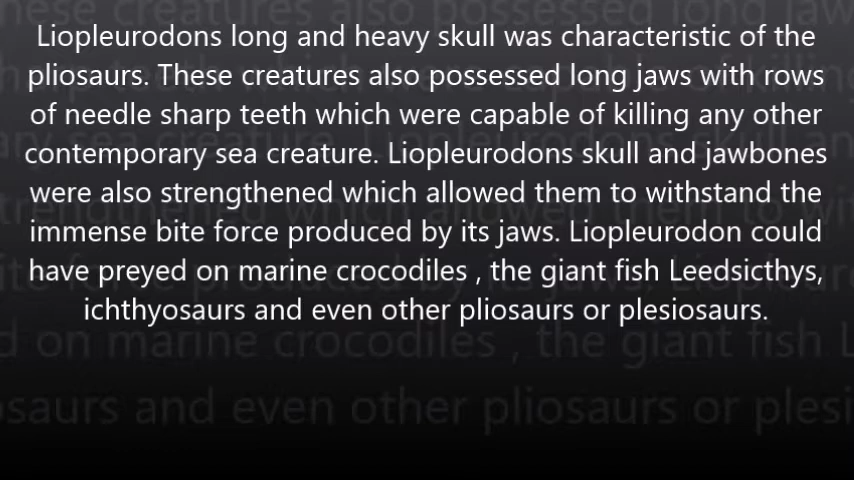 Liopleurodons long and heavy skull was characteristic of the
pliosaurs. These creatures also possessed long jaws with rows
of needle sharp teeth which were capable of killing any other
contemporary sea creature. Liopleurodons skull and jawbones
were also strengthened which allowed them to withstand the
immense bite force produced by its jaws. Liopleurodon could
have preyed on marine crocodiles , the giant fish Leedsicthys,
ichthyosaurs and even other pliosaurs or plesiosaurs.